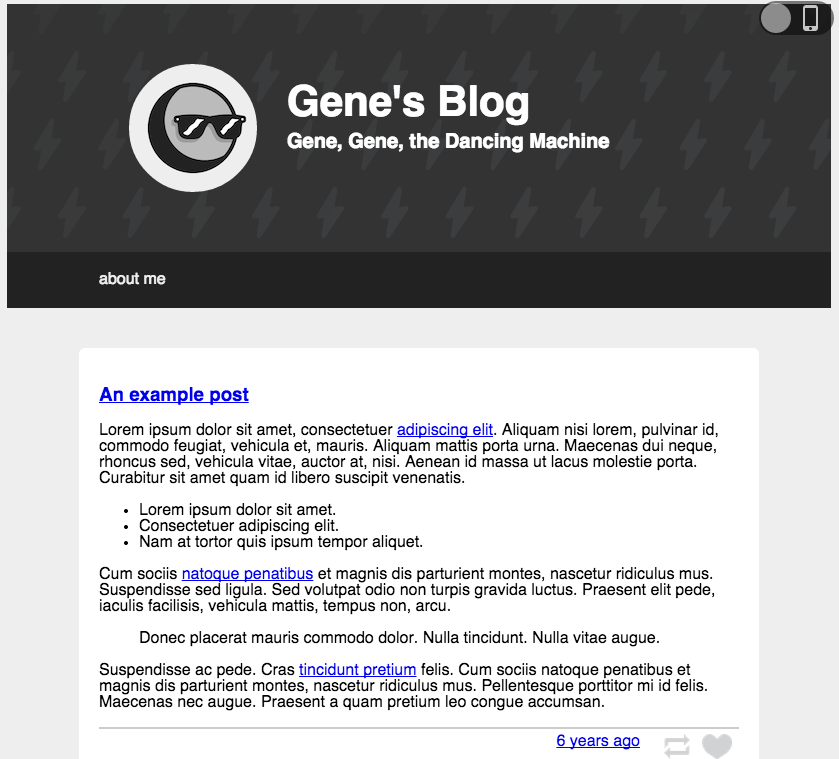 Gene's Blog
Gene, Gene, the Dancing Machine
about me
An example post
Lorem ipsum dolor sit amet, consectetuer adipiscing elit. Aliquam nisi lorem, pulvinar id,
commodo feugiat, vehicula et, mauris. Aliquam mattis porta urna. Maecenas dui neque,
rhoncus sed, vehicula vitae, auctor at, nisi. Aenean id massa ut lacus molestie porta.
Curabitur sit amet quam id libero suscipit venenatis.
• Lorem ipsum dolor sit amet.
• Consectetuer adipiscing elit.
• Nam at tortor quis ipsum tempor aliquet.
Cum sociis natoque penatibus et magnis dis parturient montes, nascetur ridiculus mus.
Suspendisse sed ligula. Sed volutpat odio non turpis gravida luctus. Praesent elit pede,
iaculis facilisis, vehicula mattis, tempus non, arcu.
Donec placerat mauris commodo dolor. Nulla tincidunt. Nulla vitae augue.
Suspendisse ac pede. Cras tincidunt pretium felis. Cum sociis natoque penatibus et
magnis dis parturient montes, nascetur ridiculus mus. Pellentesque porttitor mi id felis.
Maecenas nec augue. Praesent a quam pretium leo congue accumsan.
6 years ago